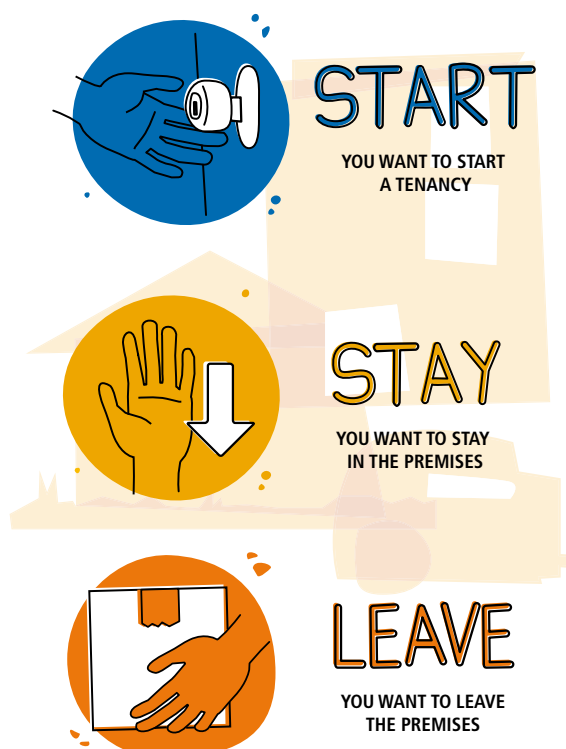 START
YOU WANT TO START
A TENANCY
STAY
YOU WANT TO STAY
IN THE PREMISES
LEAVE
YOU WANT TO LEAVE
THE PREMISES